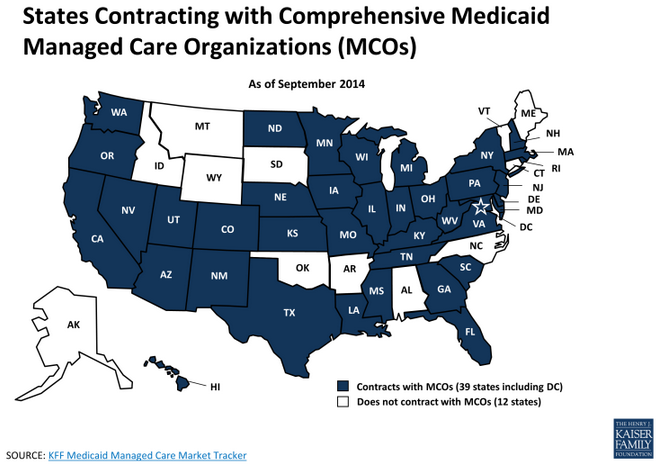 States Contracting with Comprehensive Medicaid
Managed Care Organizations (MCOs)
As of September 2014
WA
MT
ND
MN
VT
ME
NH
OR
ID
SD
WI
MI
NY
MA
WY
RI
CT
PA
NJ
NV
UT
NE
IA
IL
IN
OH
DE
MD
CO
WV
VA
DC
CA
KS
MO
KY
NC
TN
AZ
NM
OK
AR
SC
MS
AL
GA
TX
LA
FL
AK
HI
Contracts with MCOs (39 states including DC)
Does not contract with MCOs (12 states)
THE HENRY J.
KAISER
FAMILY
FOUNDATION
SOURCE: KFF Medicaid Managed Care Market Tracker